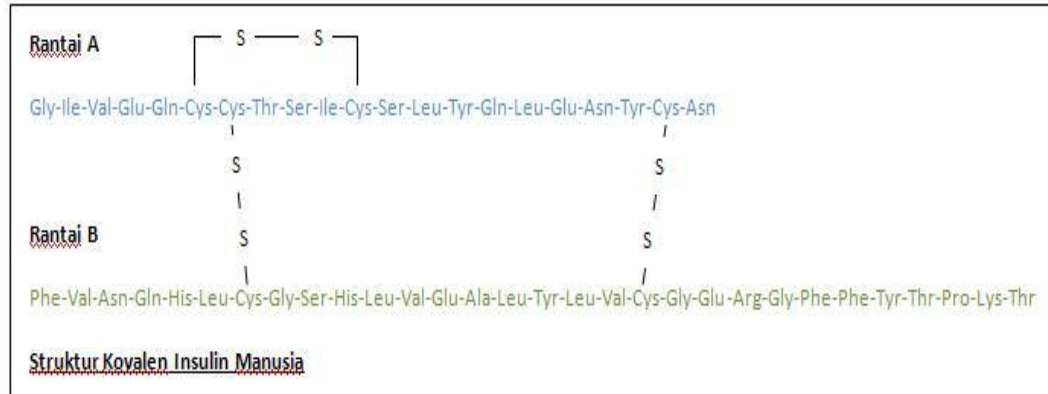 Rantai A
S S
Gly-Ile-Val-Glu-Gln-Cys-Cys-Thr-Ser-Ile-Cys-Ser-Leu-Tyr-Gln-Leu-Glu-Asn-Tyr-Cys-Asn
S S
Rantai B
S S
Phe-Val-Asn-Gln-His-Leu-Cys-Gly-Ser-His-Leu-Val-Glu-Ala-Leu-Tyr-Leu-Val-Cys-Gly-Glu-Arg-Gly-Phe-Phe-Tyr-Thr-Pro-Lys-Thr
Struktur Kovalen Insulin Manusia